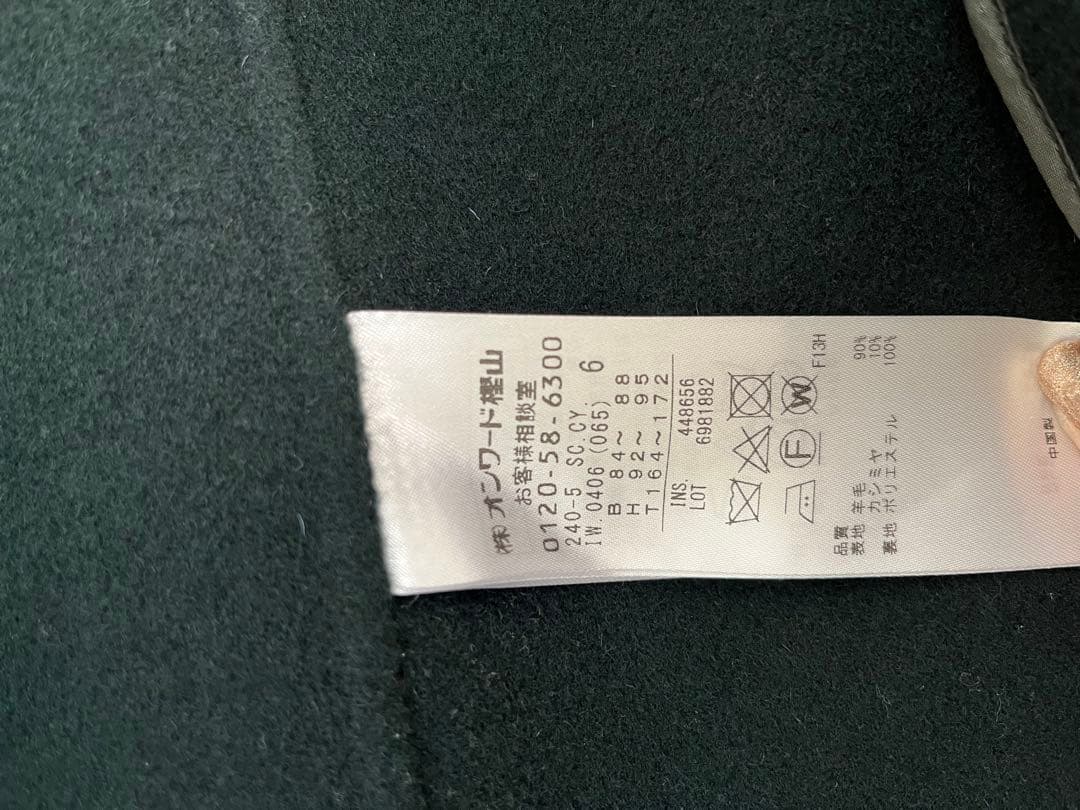 (株)オンワード樫山
お客様相談室
0120-58-6300
240-5 SC.CY.
IW.0406 (065) 6
B 84～ 88
H 92～ 95
T164～172
INS. 448656
LOT 6981882
F W
F13H
品質
表地 羊毛 90%
カシミヤ 10%
裏地 ポリエステル 100%
中国製